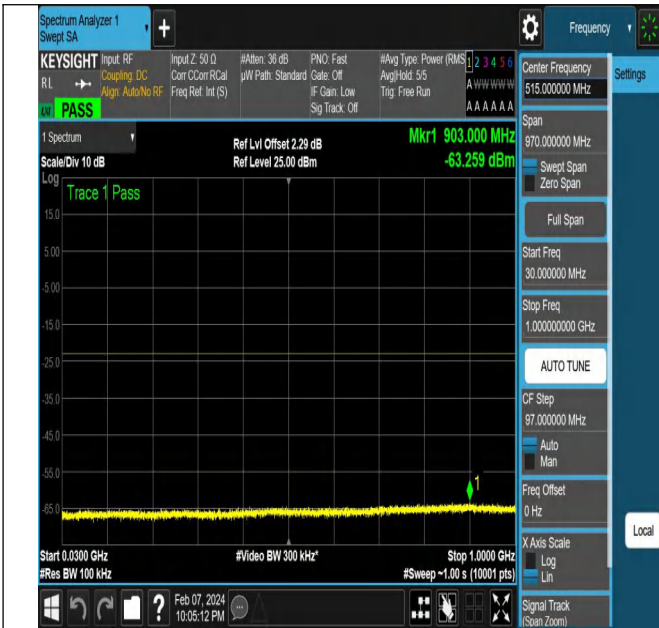 Spectrum Analyzer 1
Swept SA
+
Frequency
KEYSIGHT
RL
PASS
Input: RF
Coupling: DC
Align: Auto/No RF
Input Z: 50 Ω
Corr CCorr RCal
Freq Ref: Int (S)
#Atten: 36 dB
µW Path: Standard
PNO: Fast
Gate: Off
IF Gain: Low
Sig Track: Off
#Avg Type: Power (RMS
Avg|Hold: 5/5
Trig: Free Run
1 2 3 4 5 6
A W W W W W
A A A A A A
1 Spectrum
Scale/Div 10 dB
Ref Lvl Offset 2.29 dB
Ref Level 25.00 dBm
Mkr1 903.000 MHz
-63.259 dBm
Log
Trace 1 Pass
15.0
5.00
-5.00
-15.0
-25.0
-35.0
-45.0
-55.0
-65.0
1
Start 0.0300 GHz
#Res BW 100 kHz
#Video BW 300 kHz*
Stop 1.0000 GHz
#Sweep ~1.00 s (10001 pts)
Feb 07, 2024
10:05:12 PM
Center Frequency
515.000000 MHz
Settings
Span
970.000000 MHz
Swept Span
Zero Span
Full Span
Start Freq
30.000000 MHz
Stop Freq
1.000000000 GHz
AUTO TUNE
CF Step
97.000000 MHz
Auto
Man
Freq Offset
0 Hz
Local
X Axis Scale
Log
Lin
Signal Track
(Span Zoom)